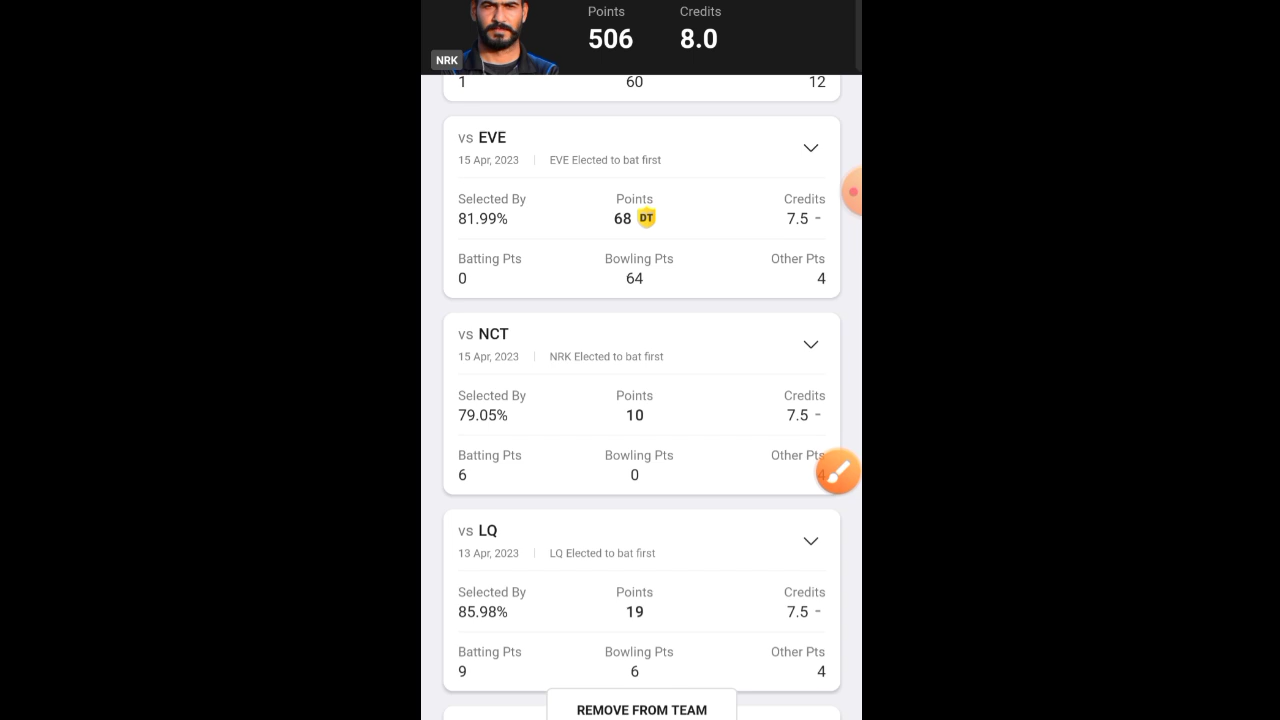 Points Credits
506 8.0
NRK
1 60 12
vs EVE
15 Apr, 2023 EVE Elected to bat first
Selected By Points Credits
81.99% 68 DT 7.5 -
Batting Pts Bowling Pts Other Pts
0 64 4
vs NCT
15 Apr, 2023 NRK Elected to bat first
Selected By Points Credits
79.05% 10 7.5 -
Batting Pts Bowling Pts Other Pts
6 0 4
vs LQ
13 Apr, 2023 LQ Elected to bat first
Selected By Points Credits
85.98% 19 7.5 -
Batting Pts Bowling Pts Other Pts
9 6 4
REMOVE FROM TEAM